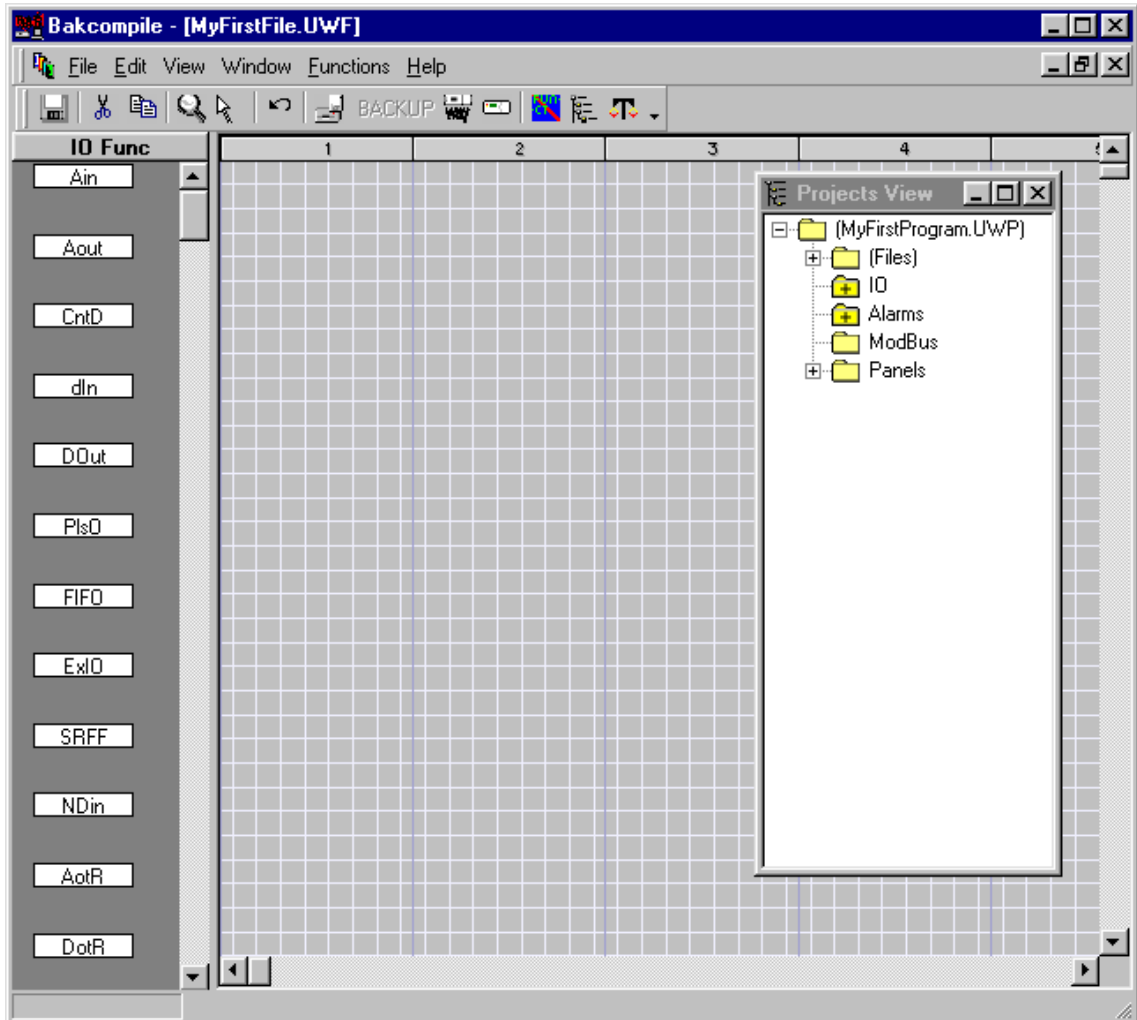 Bakcompile - [MyFirstFile.UWF]
File Edit View Window Functions Help
BACKUP
IO Func
1 2 3 4
Ain
Aout
CntD
dIn
DOut
PlsO
FIFO
ExIO
SRFF
NDin
AotR
DotR
Projects View
(MyFirstProgram.UWP)
(Files)
IO
Alarms
ModBus
Panels